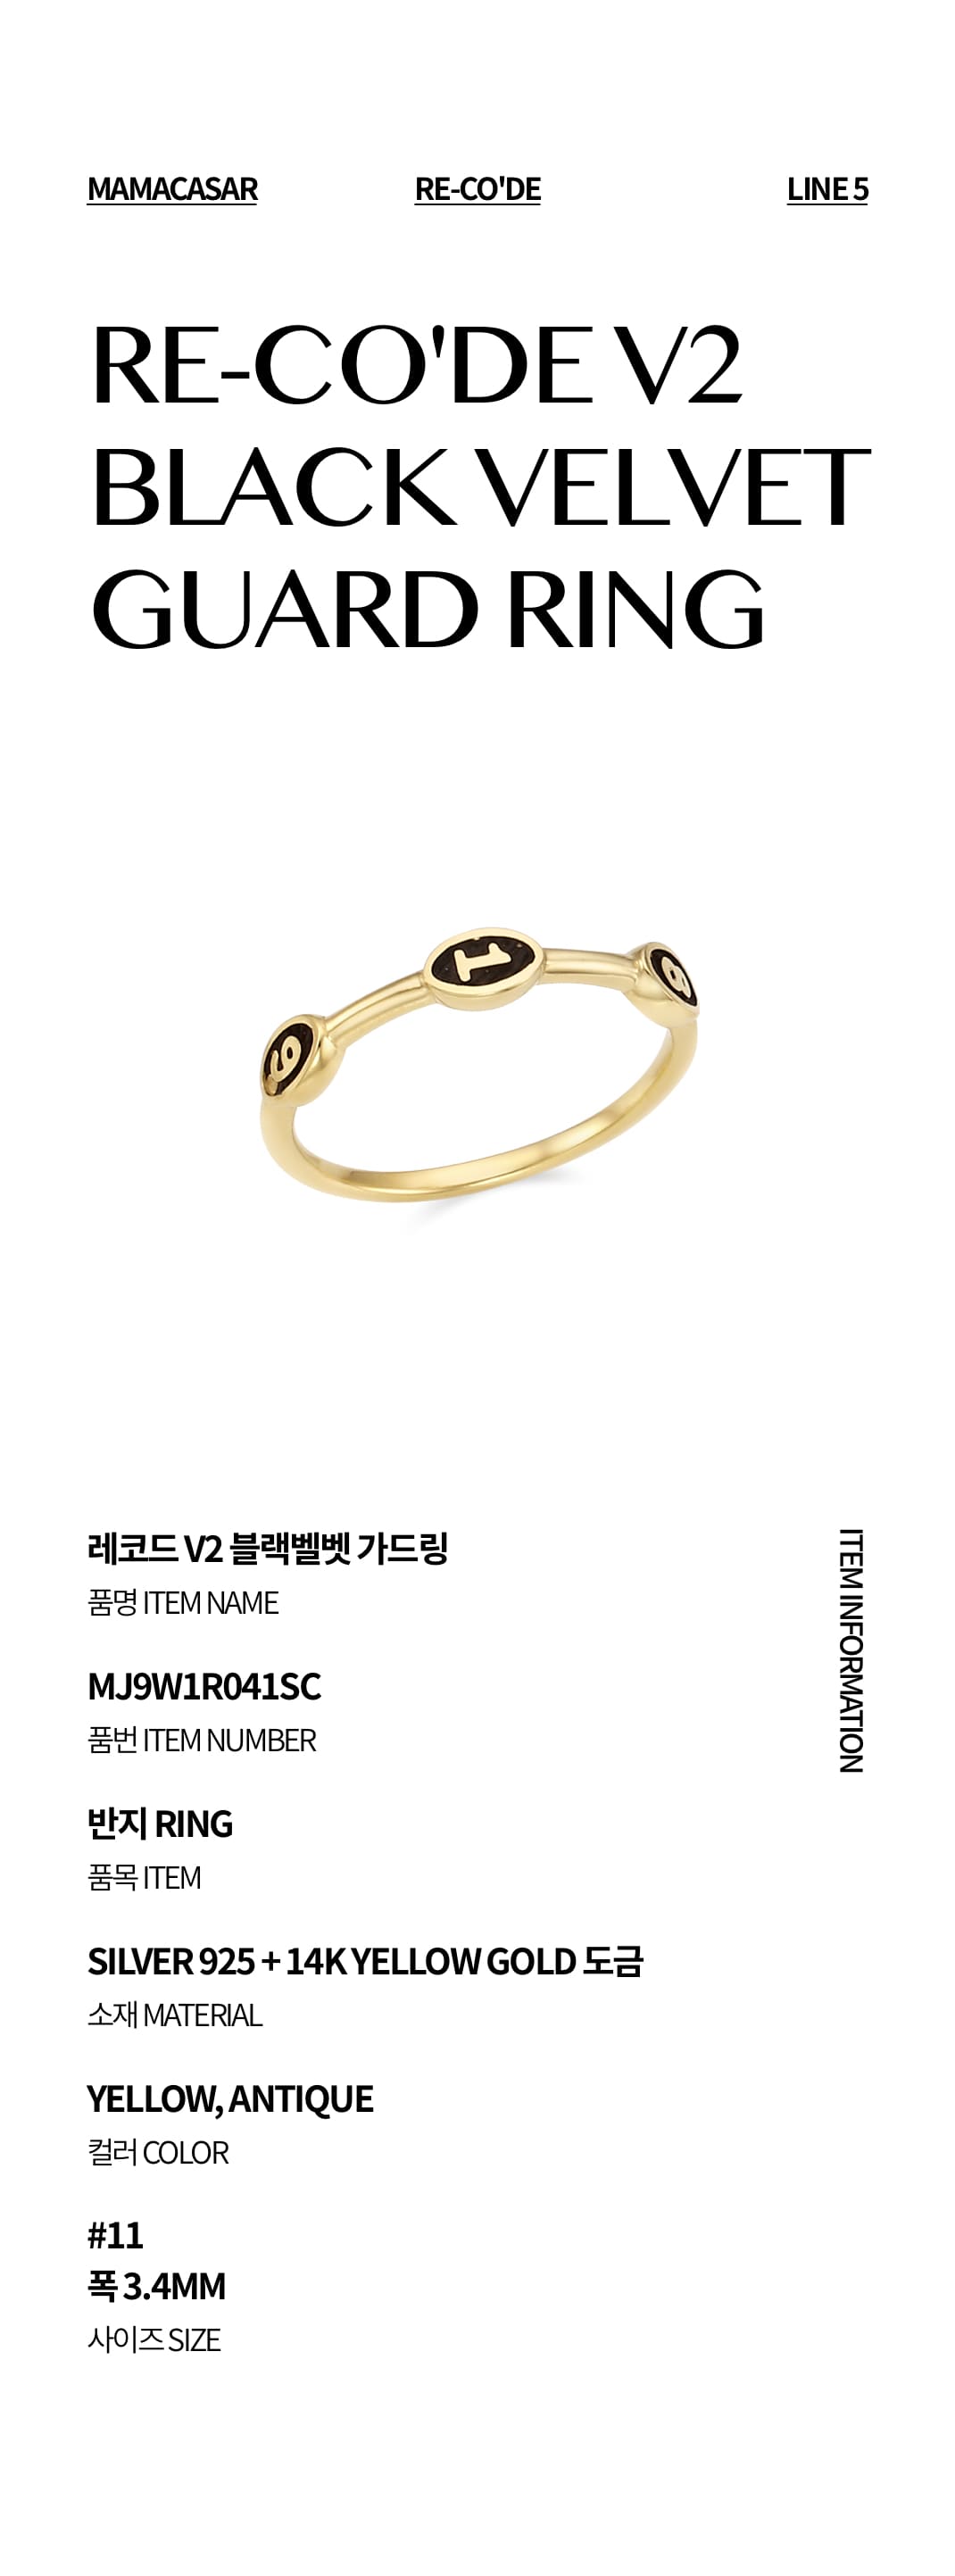 MAMACASAR RE-CO'DE LINE 5
RE-CO'DE V2
BLACK VELVET
GUARD RING
1
레코드 V2 블랙벨벳 가드링
품명 ITEM NAME
MJ9W1R041SC
품번 ITEM NUMBER
반지 RING
품목 ITEM
SILVER 925 + 14K YELLOW GOLD 도금
소재 MATERIAL
YELLOW, ANTIQUE
컬러 COLOR
#11
폭 3.4MM
사이즈 SIZE
ITEM INFORMATION